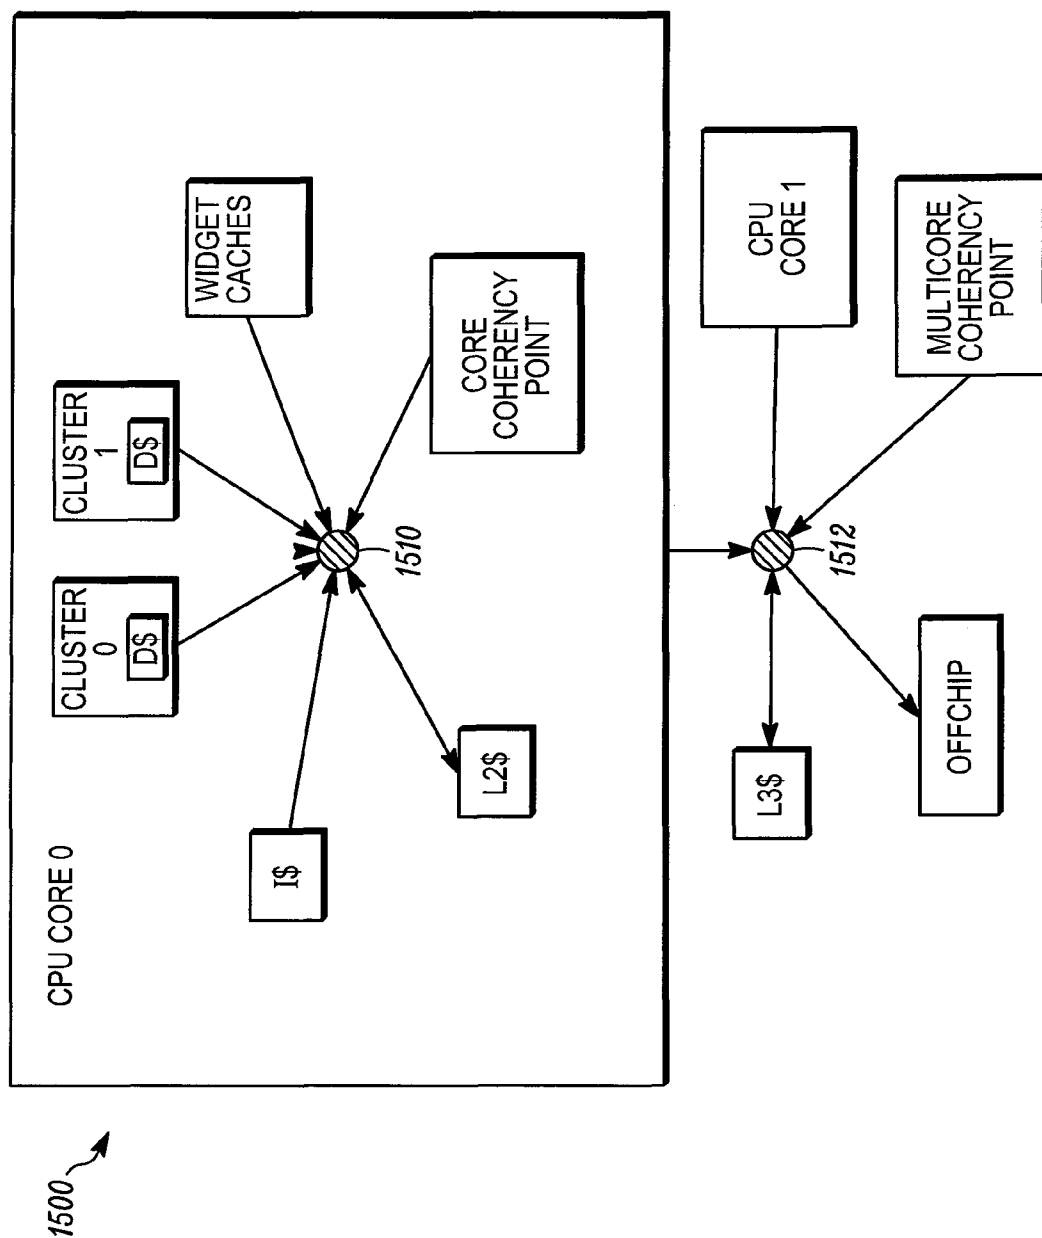 1500
CPU CORE 0
I$
CLUSTER
0
D$
CLUSTER
1
D$
WIDGET
CACHES
L2$
1510
CORE
COHERENCY
POINT
L3$
1512
CPU
CORE 1
OFFCHIP
MULTICORE
COHERENCY
POINT